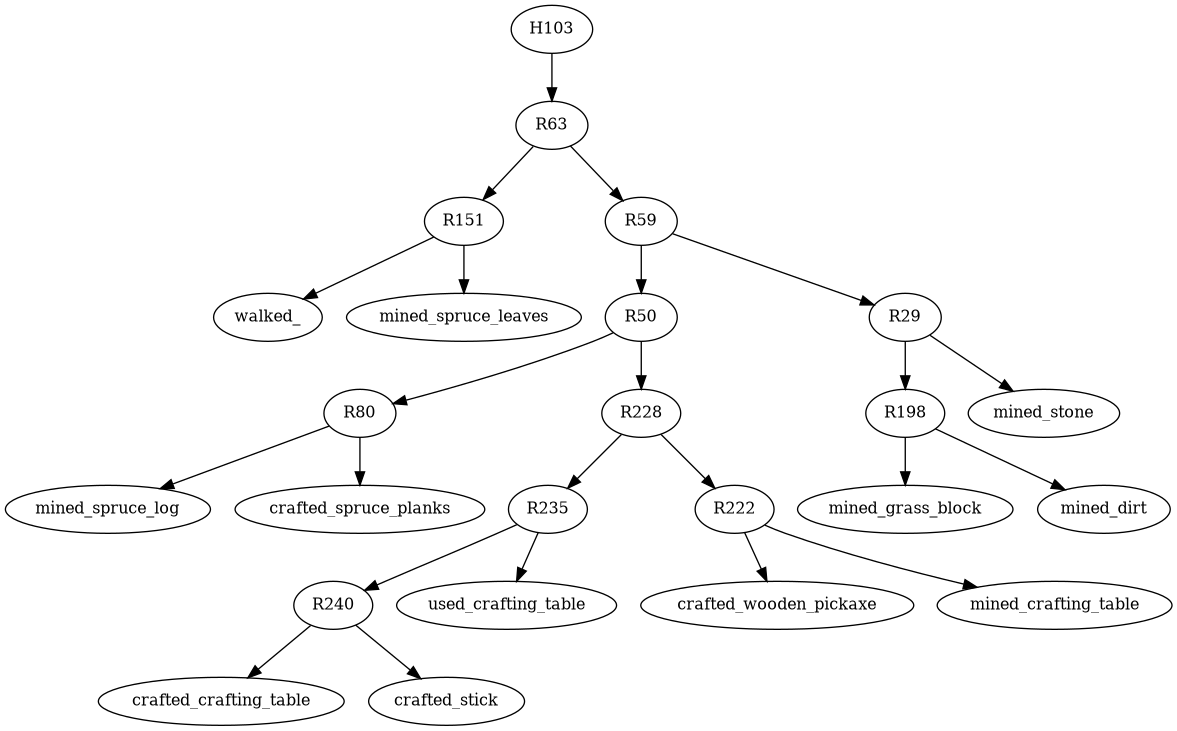 H103
R63
R151
R59
walked_
mined_spruce_leaves
R50
R29
R80
R228
R198
mined_stone
mined_spruce_log
crafted_spruce_planks
R235
R222
mined_grass_block
mined_dirt
R240
used_crafting_table
crafted_wooden_pickaxe
mined_crafting_table
crafted_crafting_table
crafted_stick